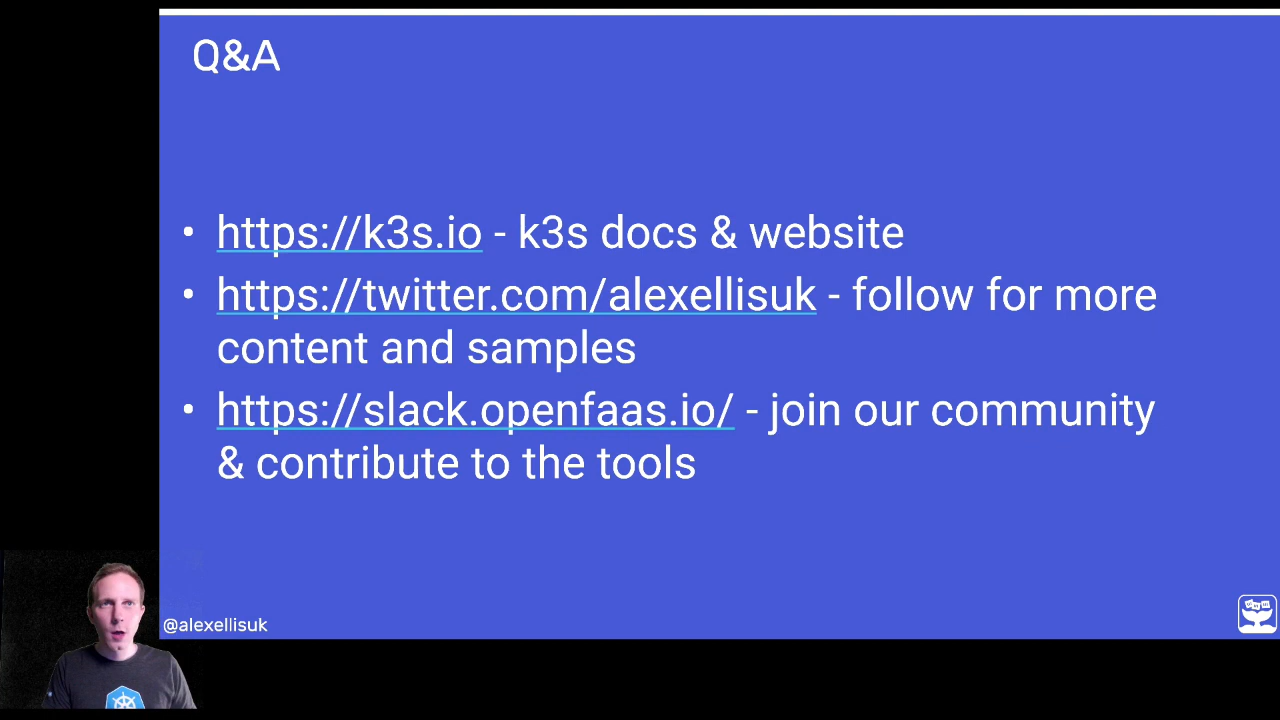 Q&A
• https://k3s.io - k3s docs & website
• https://twitter.com/alexellisuk - follow for more
content and samples
• https://slack.openfaas.io/ - join our community
& contribute to the tools
@alexellisuk